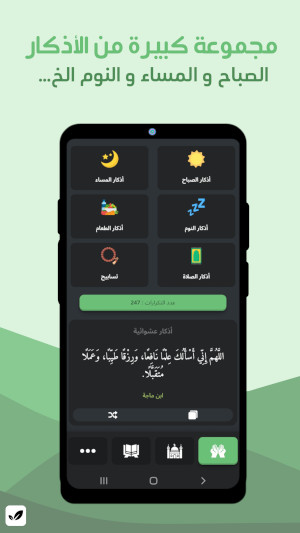 مجموعة كبيرة من الأذكار
الصباح و المساء و النوم الخ...
أذكار الصباح
أذكار المساء
أذكار النوم
أذكار الطعام
أذكار الصلاة
تسابيح
عدد التكرارات : 247
أذكار عشوائية
اللَّهُمَّ إِنِّي أَسْأَلُكَ عِلْمًا نَافِعًا، وَرِزْقًا طَيِّبًا، وَعَمَلًا
مُتَقَبَّلًا.
ابن ماجة